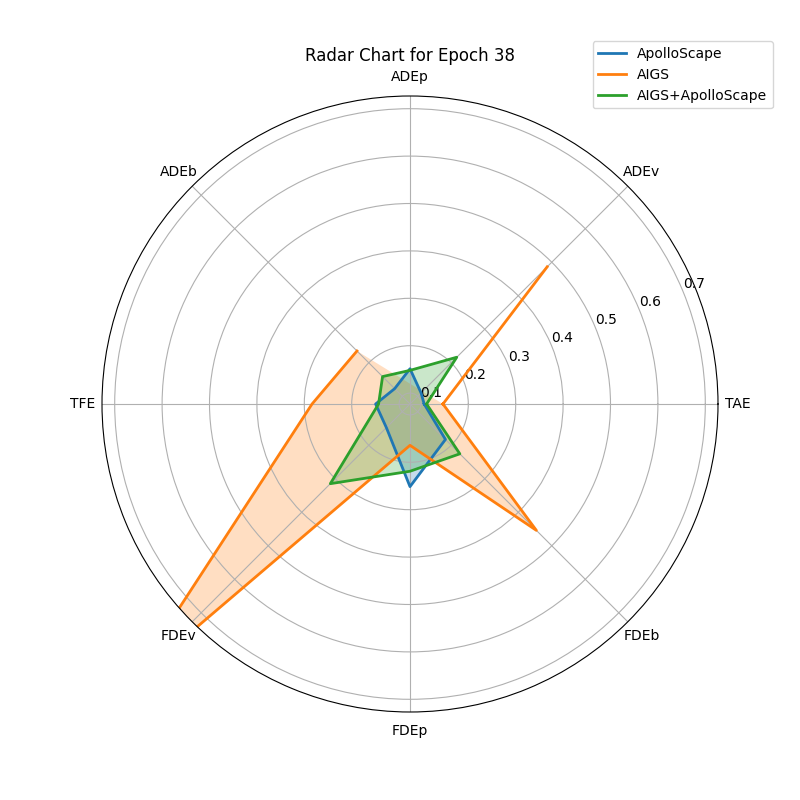 Radar Chart for Epoch 38
ApolloScape
AIGS
AIGS+ApolloScape
ADEp
ADEb
ADEv
0.7
0.6
0.5
0.4
0.3
0.2
0.1
TFE
TAE
FDEv
FDEb
FDEp